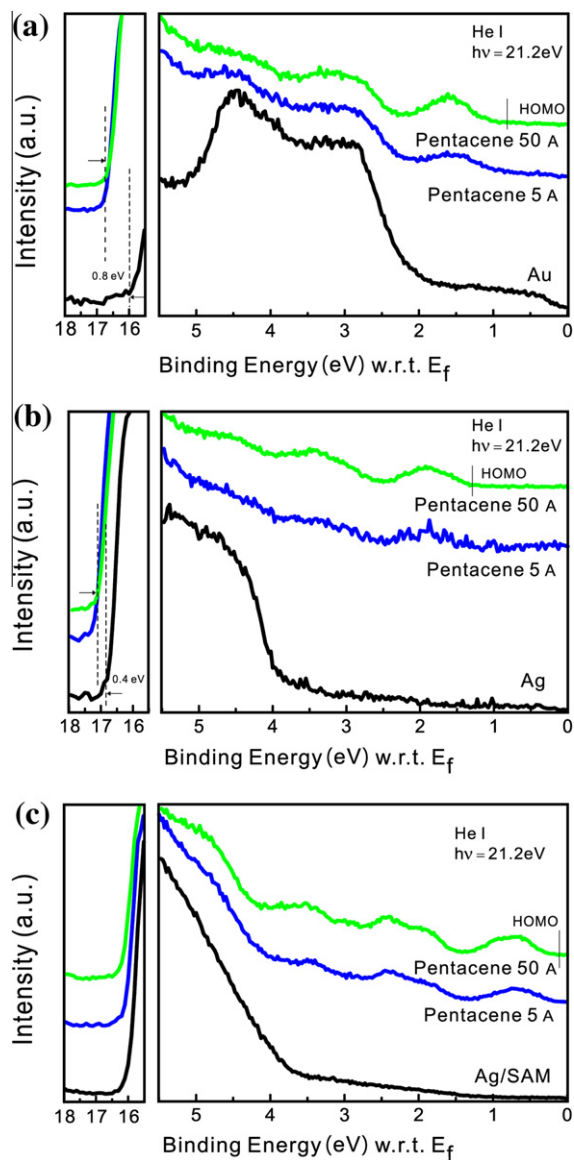 (a)
Intensity (a.u.)
He I
hν = 21.2eV
HOMO
Pentacene 50 A
Pentacene 5 A
0.8 eV
Au
18 17 16 5 4 3 2 1 0
Binding Energy (eV) w.r.t. E_f
(b)
Intensity (a.u.)
He I
hν = 21.2eV
HOMO
Pentacene 50 A
Pentacene 5 A
0.4 eV
Ag
18 17 16 5 4 3 2 1 0
Binding Energy (eV) w.r.t. E_f
(c)
Intensity (a.u.)
He I
hν = 21.2eV
HOMO
Pentacene 50 A
Pentacene 5 A
Ag/SAM
18 17 16 5 4 3 2 1 0
Binding Energy (eV) w.r.t. E_f